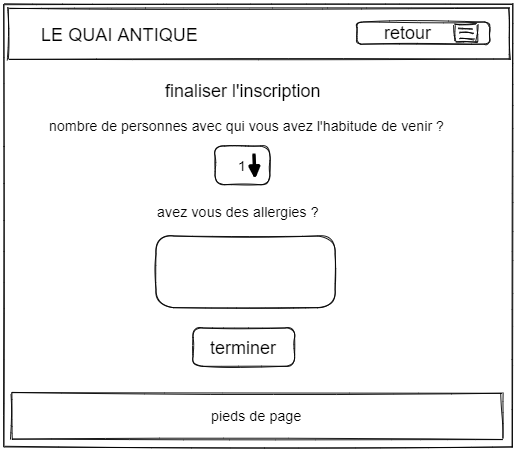 LE QUAI ANTIQUE
retour
finaliser l'inscription
nombre de personnes avec qui vous avez l'habitude de venir ?
1
avez vous des allergies ?
terminer
pieds de page